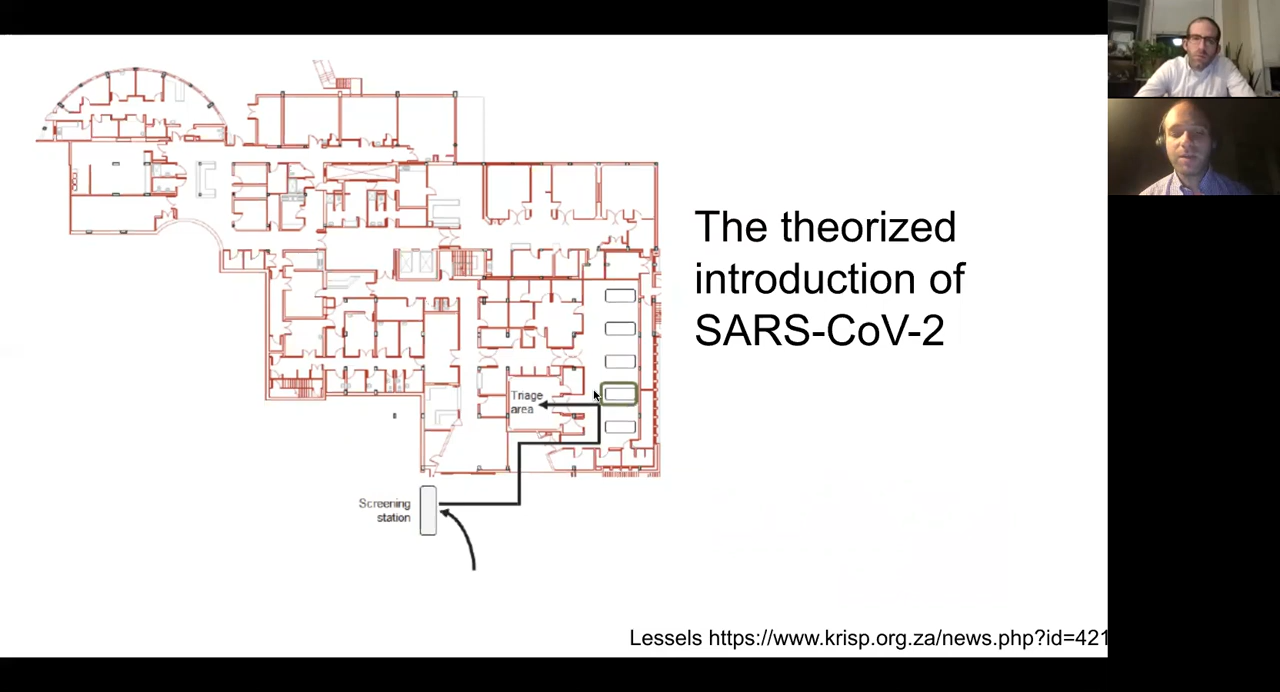 The theorized
introduction of
SARS-CoV-2
Triage
area
Screening
station
Lessels https://www.krisp.org.za/news.php?id=421